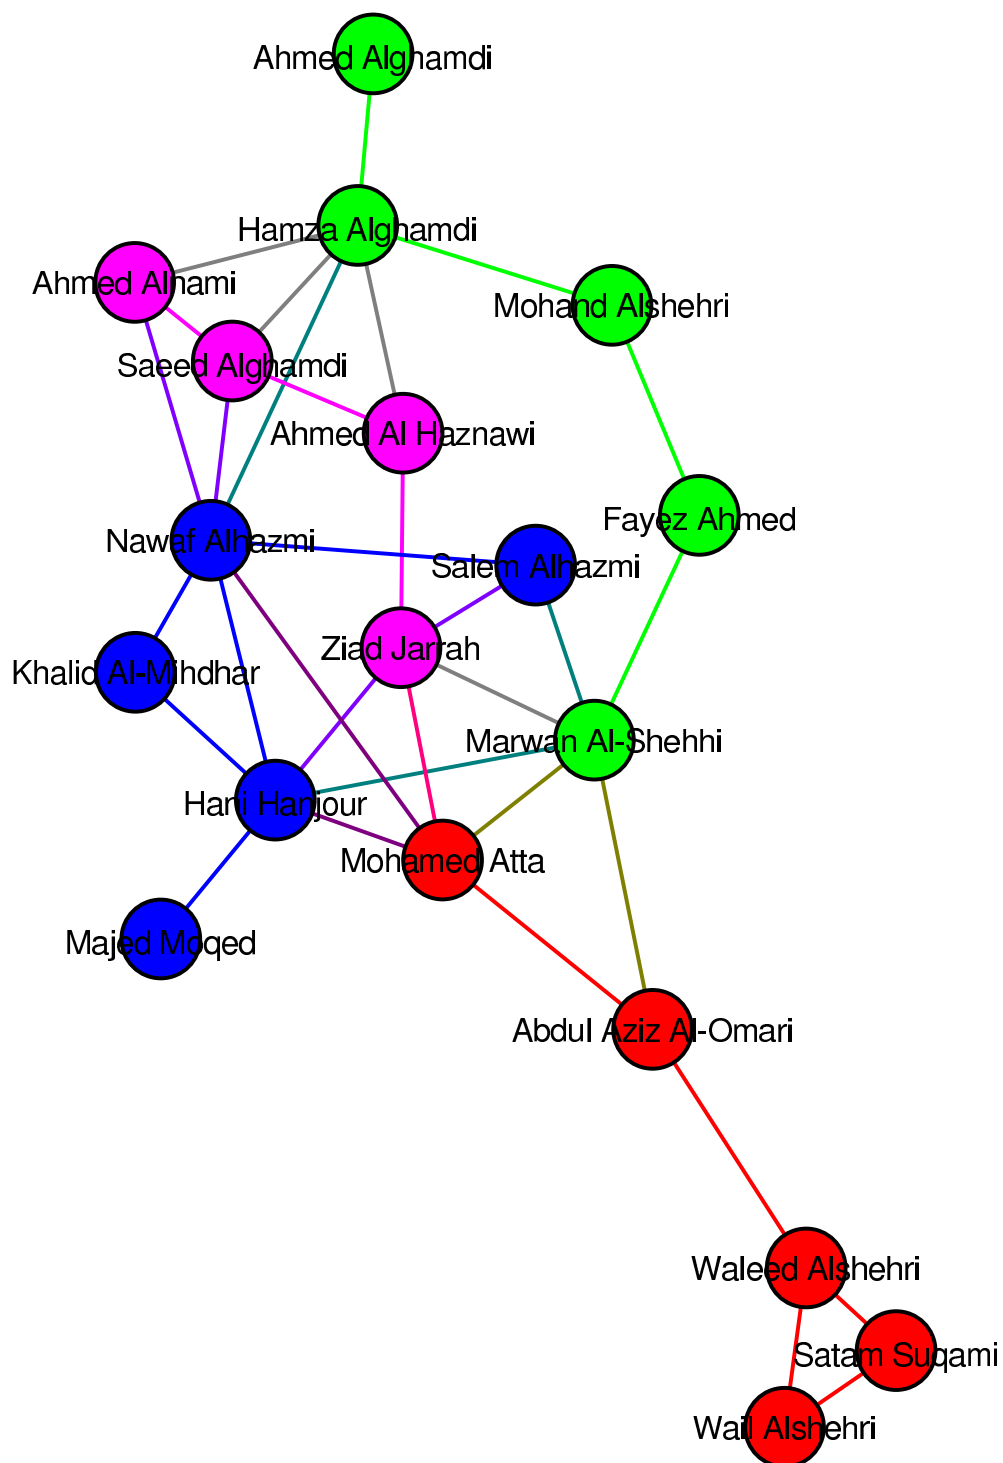 Ahmed Alghamdi
Hamza Alghamdi
Ahmed Alnami
Mohand Alshehri
Saeed Alghamdi
Ahmed Al Haznawi
Fayez Ahmed
Nawaf Alhazmi
Salem Alhazmi
Ziad Jarrah
Khalid Al-Mihdhar
Marwan Al-Shehhi
Hani Hanjour
Mohamed Atta
Majed Moqed
Abdul Aziz Al-Omari
Waleed Alshehri
Satam Suqami
Wail Alshehri